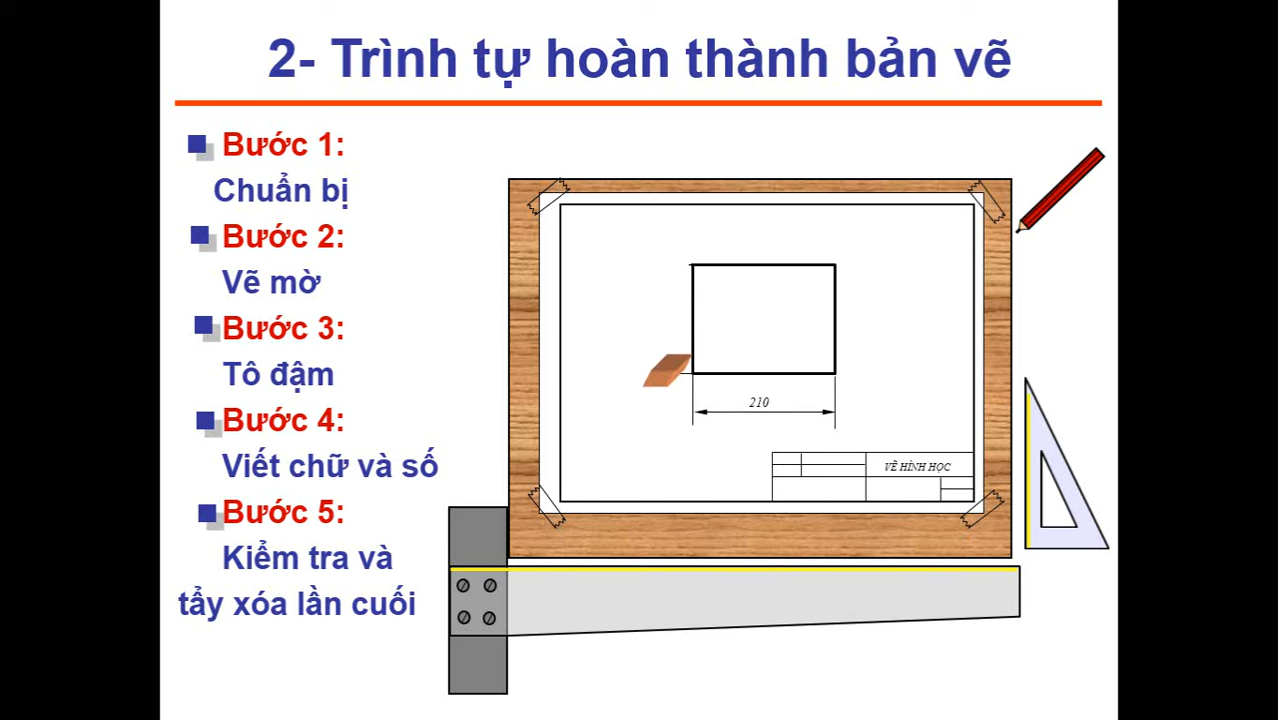 2- Trình tự hoàn thành bản vẽ
Bước 1:
Chuẩn bị
Bước 2:
Vẽ mờ
Bước 3:
Tô đậm
Bước 4:
Viết chữ và số
Bước 5:
Kiểm tra và
tẩy xóa lần cuối
210
VẼ HÌNH HỌC